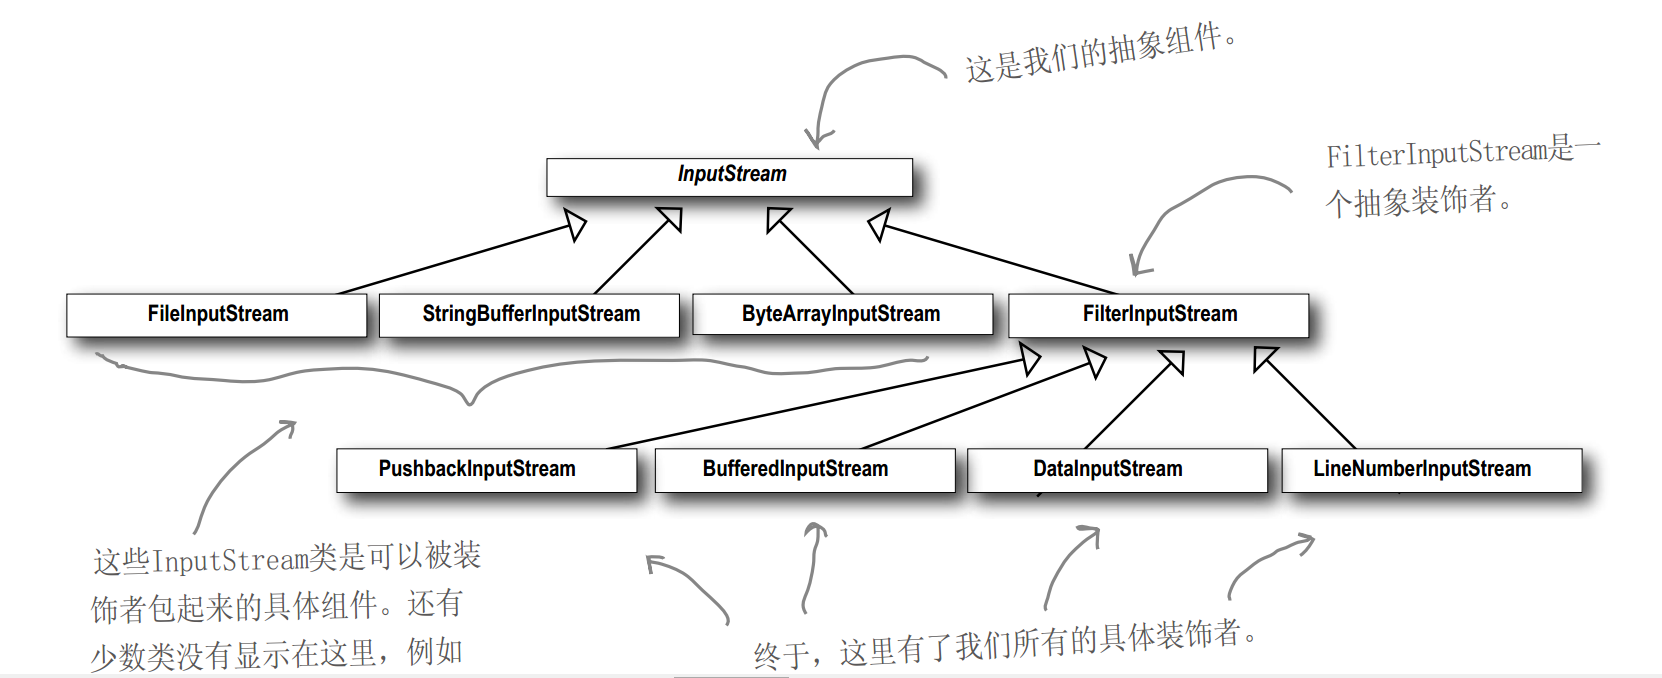 这是我们的抽象组件。
FilterInputStream是一
个抽象装饰者。
InputStream
FileInputStream
StringBufferInputStream
ByteArrayInputStream
FilterInputStream
PushbackInputStream
BufferedInputStream
DataInputStream
LineNumberInputStream
这些InputStream类是可以被装
饰者包起来的具体组件。还有
少数类没有显示在这里，例如
终于，这里有了我们所有的具体装饰者。